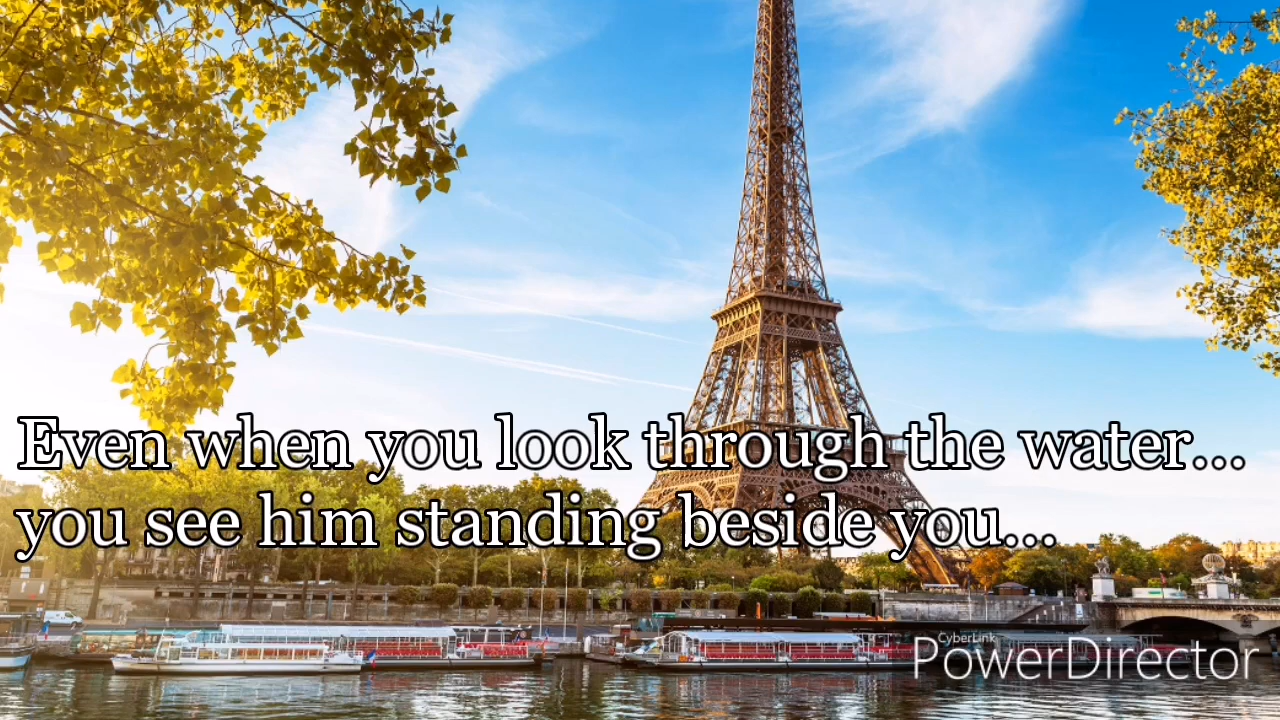 Even when you look through the water...
you see him standing beside you...
CyberLink
PowerDirector